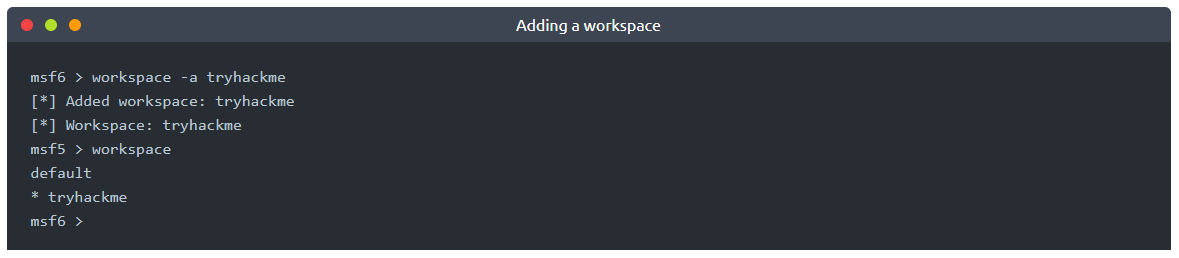 Adding a workspace
msf6 > workspace -a tryhackme
[*] Added workspace: tryhackme
[*] Workspace: tryhackme
msf5 > workspace
default
* tryhackme
msf6 >